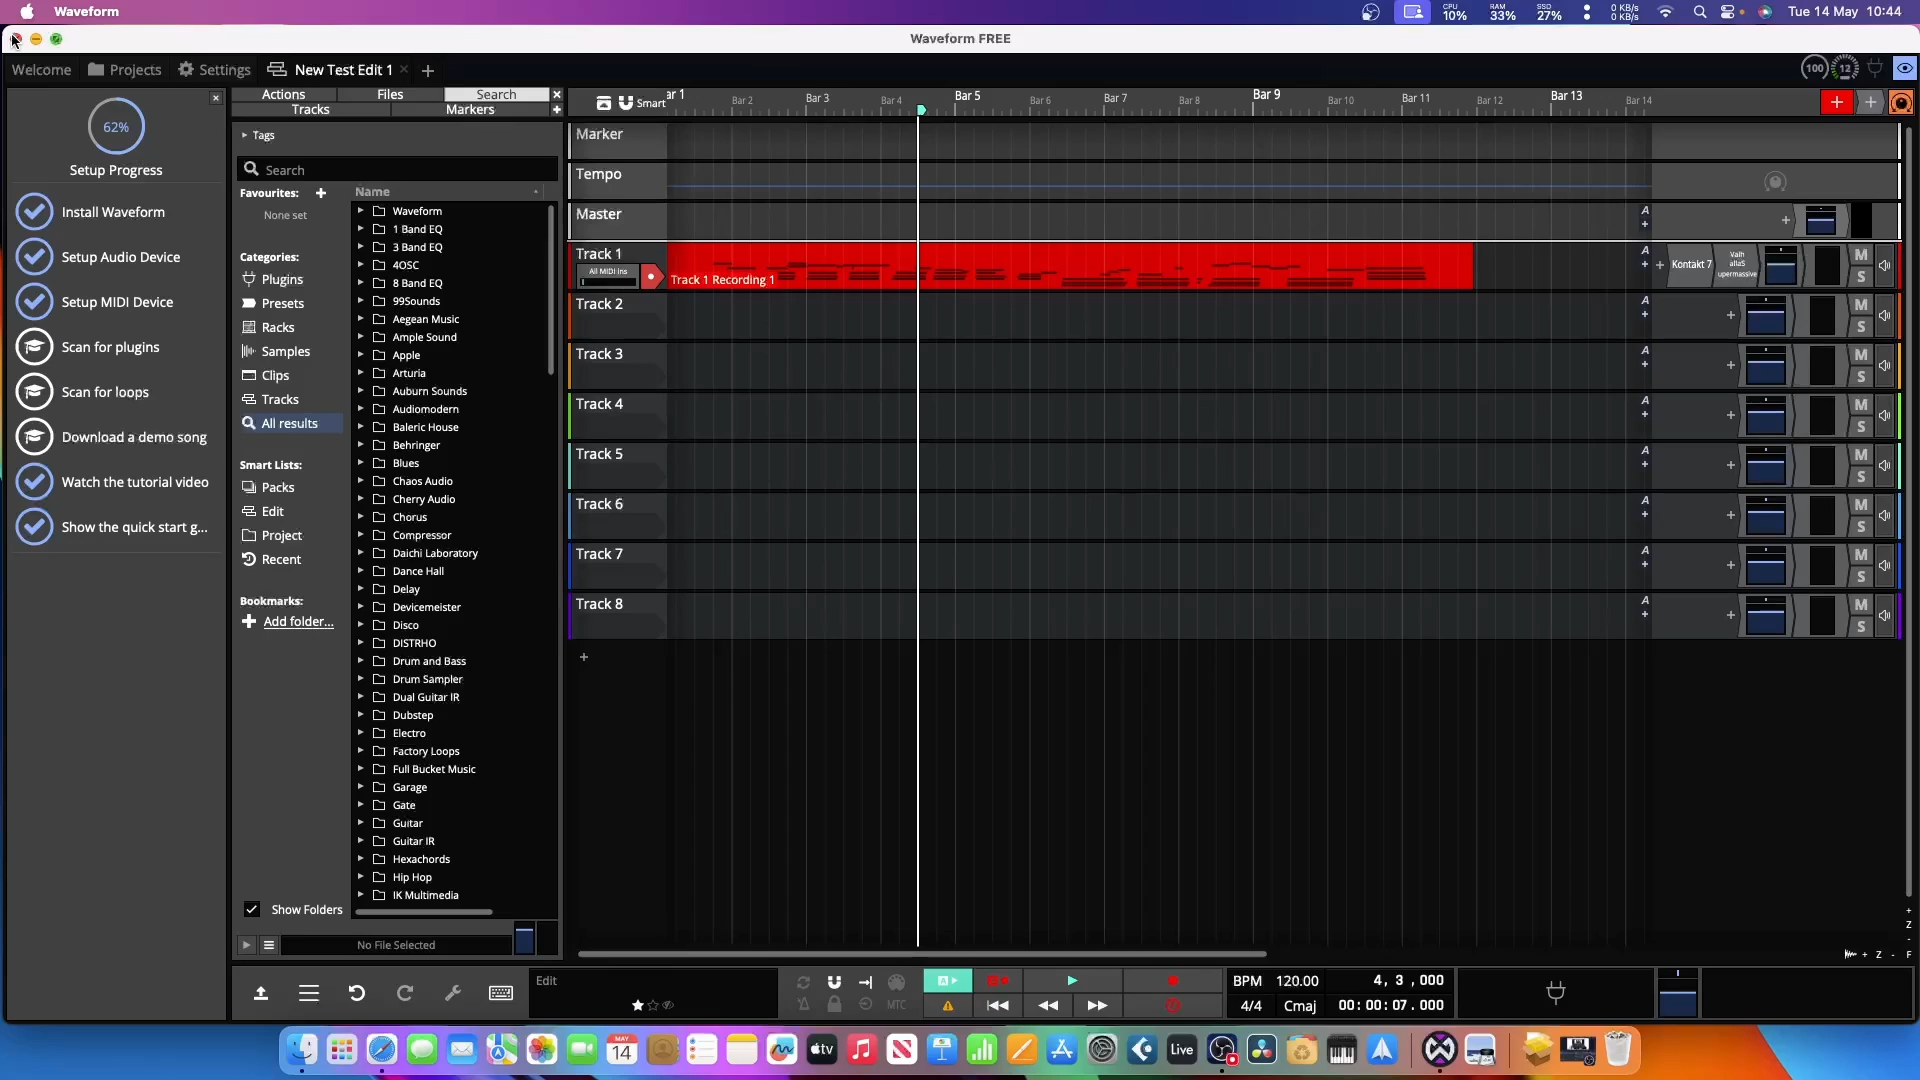 Waveform
CPU 10%
RAM 33%
SSD 27%
0 KB/s
0 KB/s
Tue 14 May 10:44
Waveform FREE
Welcome
Projects
Settings
New Test Edit 1
100
12
62%
Setup Progress
Install Waveform
Setup Audio Device
Setup MIDI Device
Scan for plugins
Scan for loops
Download a demo song
Watch the tutorial video
Show the quick start g...
Actions
Files
Search
Tracks
Markers
Tags
Search
Favourites:
None set
Categories:
Plugins
Presets
Racks
Samples
Clips
Tracks
All results
Smart Lists:
Packs
Edit
Project
Recent
Bookmarks:
Add folder...
Show Folders
Name
Waveform
1 Band EQ
3 Band EQ
4OSC
8 Band EQ
99Sounds
Aegean Music
Ample Sound
Apple
Arturia
Auburn Sounds
Audiomodern
Baleric House
Behringer
Blues
Chaos Audio
Cherry Audio
Chorus
Compressor
Daichi Laboratory
Dance Hall
Delay
Devicemeister
Disco
DISTRHO
Drum and Bass
Drum Sampler
Dual Guitar IR
Dubstep
Electro
Factory Loops
Full Bucket Music
Garage
Gate
Guitar
Guitar IR
Hexachords
Hip Hop
IK Multimedia
No File Selected
Smart
ar 1
Bar 2
Bar 3
Bar 4
Bar 5
Bar 6
Bar 7
Bar 8
Bar 9
Bar 10
Bar 11
Bar 12
Bar 13
Bar 14
Marker
Tempo
Master
A
Track 1
All MIDI Ins
Track 1 Recording 1
A
Kontakt 7
Valh
allaS
upermassive
M
S
Track 2
A
M
S
Track 3
A
M
S
Track 4
A
M
S
Track 5
A
M
S
Track 6
A
M
S
Track 7
A
M
S
Track 8
A
M
S
Z
Z
F
Edit
MTC
A
BPM 120.00
4/4 Cmaj
4, 3 ,000
00:00:07.000
MAY 14
tv
Live